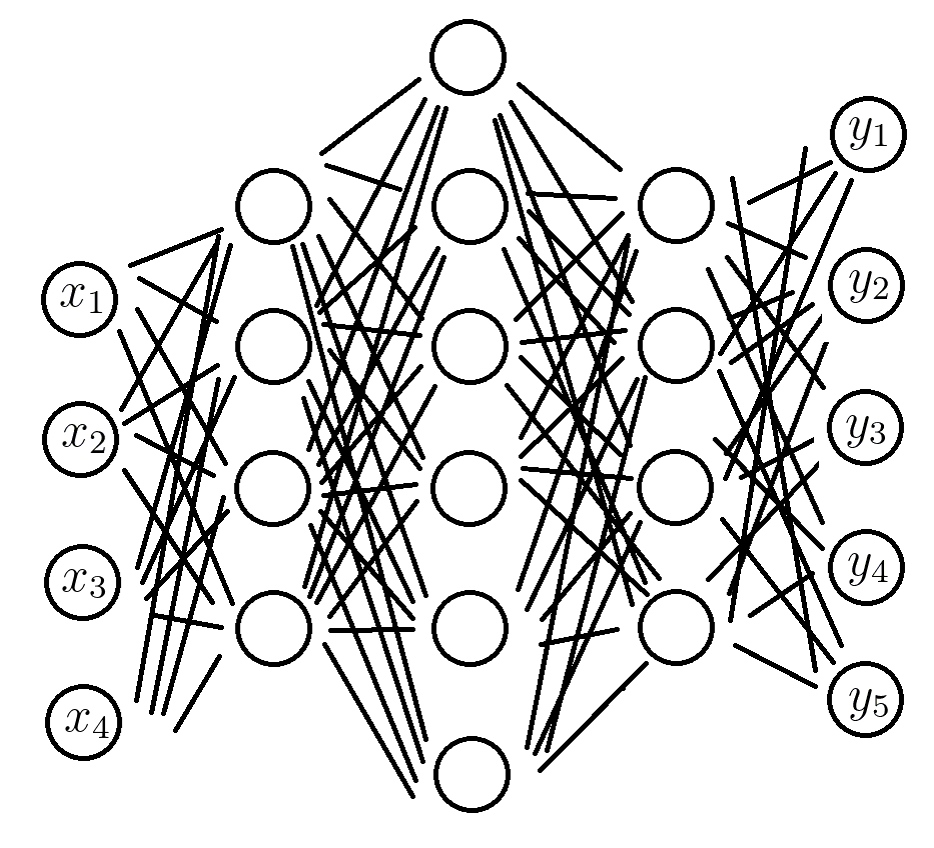 x₁
x₂
x₃
x₄
y₁
y₂
y₃
y₄
y₅